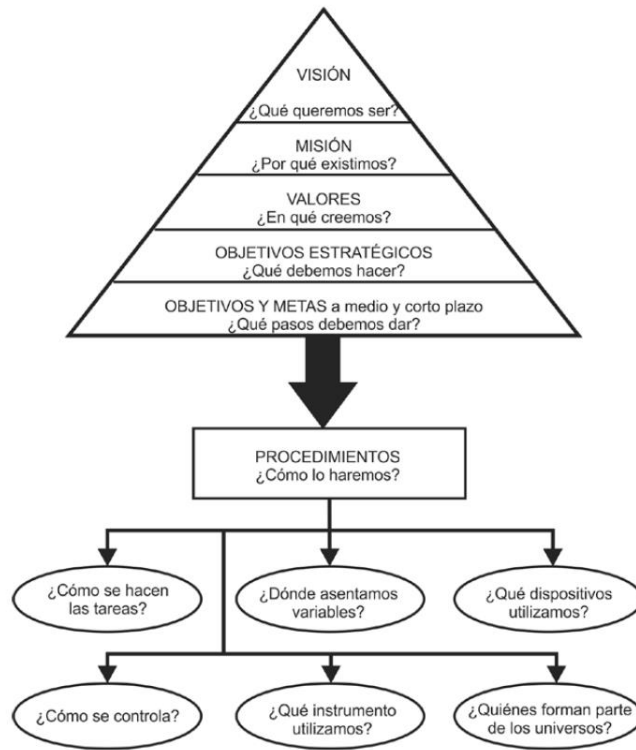 VISIÓN
¿Qué queremos ser?
MISIÓN
¿Por qué existimos?
VALORES
¿En qué creemos?
OBJETIVOS ESTRATÉGICOS
¿Qué debemos hacer?
OBJETIVOS Y METAS a medio y corto plazo
¿Qué pasos debemos dar?
PROCEDIMIENTOS
¿Cómo lo haremos?
¿Cómo se hacen
las tareas?
¿Dónde asentamos
variables?
¿Qué dispositivos
utilizamos?
¿Cómo se controla?
¿Qué instrumento
utilizamos?
¿Quiénes forman parte
de los universos?